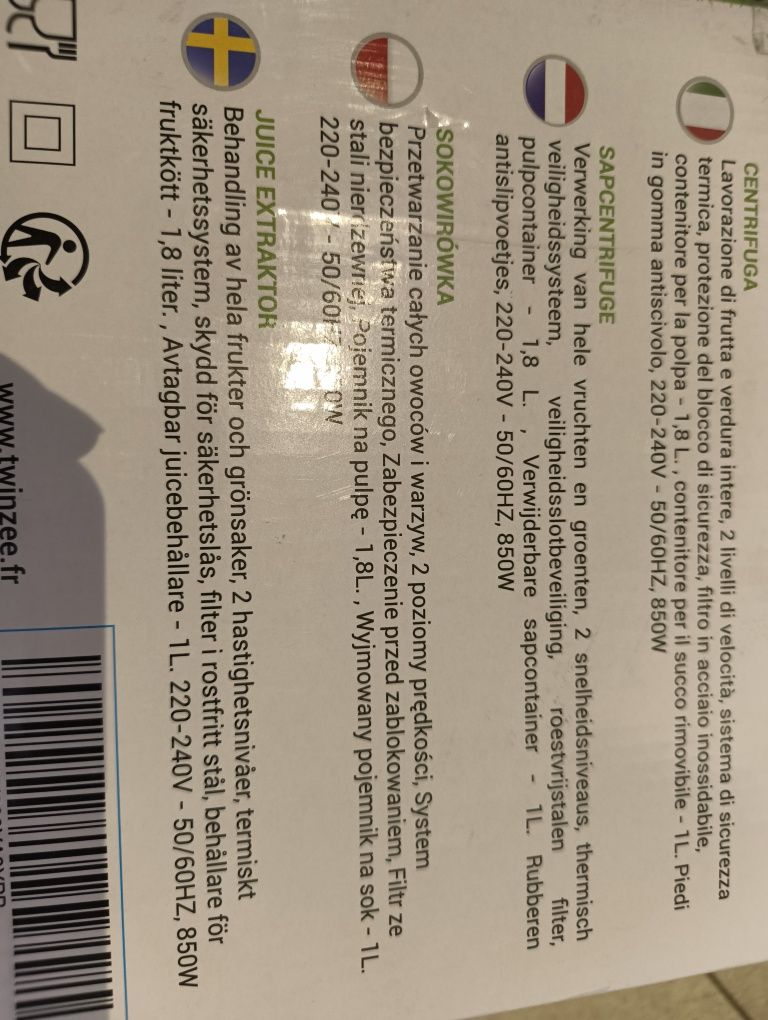 CENTRIFUGA
Lavorazione di frutta e verdura intere, 2 livelli di velocità, sistema di sicurezza
termica, protezione del blocco di sicurezza, filtro in acciaio inossidabile,
contenitore per la polpa - 1,8 L. , contenitore per il succo rimovibile - 1L. Piedi
in gomma antiscivolo, 220-240V - 50/60HZ, 850W
SAPCENTRIFUGE
Verwerking van hele vruchten en groenten, 2 snelheidsniveaus, thermisch
veiligheidssysteem, veiligheidsslotbeveiliging, roestvrijstalen filter,
pulpcontainer - 1,8 L. , Verwijderbare sapcontainer - 1L. Rubberen
antislipvoetjes, 220-240V - 50/60HZ, 850W
SOKOWIRÓWKA
Przetwarzanie całych owoców i warzyw, 2 poziomy prędkości, System
bezpieczeństwa termicznego, Zabezpieczenie przed zablokowaniem, Filtr ze
stali nierdzewnej, Pojemnik na pulpę - 1,8L. , Wyjmowany pojemnik na sok - 1L.
220-240V - 50/60HZ
JUICE EXTRAKTOR
Behandling av hela frukter och grönsaker, 2 hastighetsnivåer, termiskt
säkerhetssystem, skydd för säkerhetslås, filter i rostfritt stål, behållare för
fruktkött - 1,8 liter. , Avtagbar juicebehållare - 1L. 220-240V - 50/60HZ, 850W
www.twinzee.fr